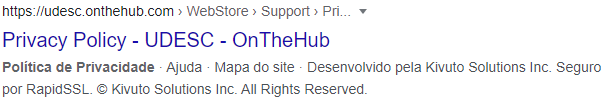 https://udesc.onthehub.com › WebStore › Support › Pri...
Privacy Policy - UDESC - OnTheHub
Política de Privacidade · Ajuda · Mapa do site · Desenvolvido pela Kivuto Solutions Inc. Seguro
por RapidSSL. © Kivuto Solutions Inc. All Rights Reserved.